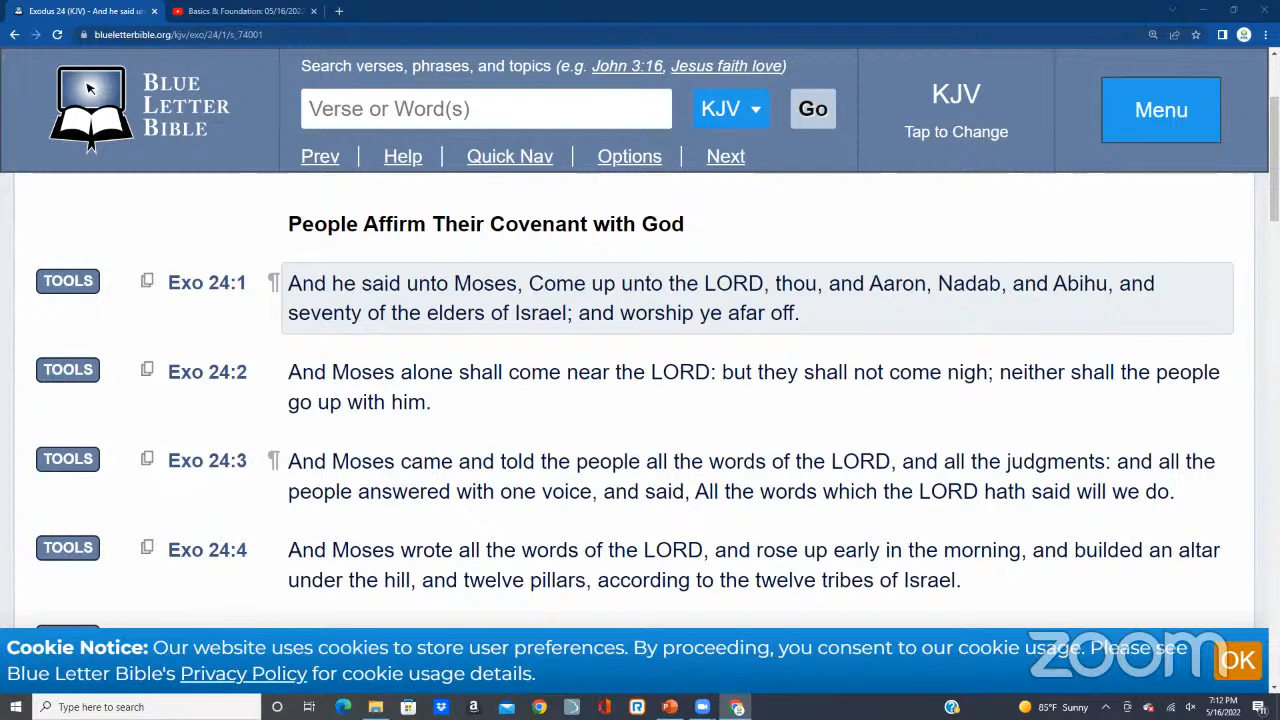 Exodus 24 (KJV) - And he said un
Basics & Foundation: 05/16/202
blueletterbible.org/kjv/exo/24/1/s_74001
BLUE
LETTER
BIBLE
Search verses, phrases, and topics (e.g. John 3:16, Jesus faith love)
Verse or Word(s)
KJV
Go
Prev
Help
Quick Nav
Options
Next
KJV
Tap to Change
Menu
People Affirm Their Covenant with God
TOOLS Exo 24:1 ¶ And he said unto Moses, Come up unto the LORD, thou, and Aaron, Nadab, and Abihu, and
seventy of the elders of Israel; and worship ye afar off.
TOOLS Exo 24:2 And Moses alone shall come near the LORD: but they shall not come nigh; neither shall the people
go up with him.
TOOLS Exo 24:3 ¶ And Moses came and told the people all the words of the LORD, and all the judgments: and all the
people answered with one voice, and said, All the words which the LORD hath said will we do.
TOOLS Exo 24:4 And Moses wrote all the words of the LORD, and rose up early in the morning, and builded an altar
under the hill, and twelve pillars, according to the twelve tribes of Israel.
Cookie Notice: Our website uses cookies to store user preferences. By proceeding, you consent to our cookie usage. Please see
Blue Letter Bible's Privacy Policy for cookie usage details.
OK
zoom
Type here to search
85°F Sunny
7:12 PM
5/16/2022